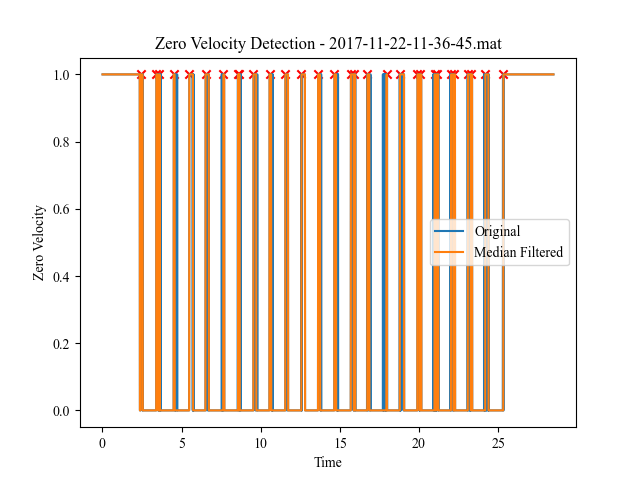 Zero Velocity Detection - 2017-11-22-11-36-45.mat
1.0
0.8
0.6
0.4
0.2
0.0
Zero Velocity
Original
Median Filtered
0 5 10 15 20 25
Time